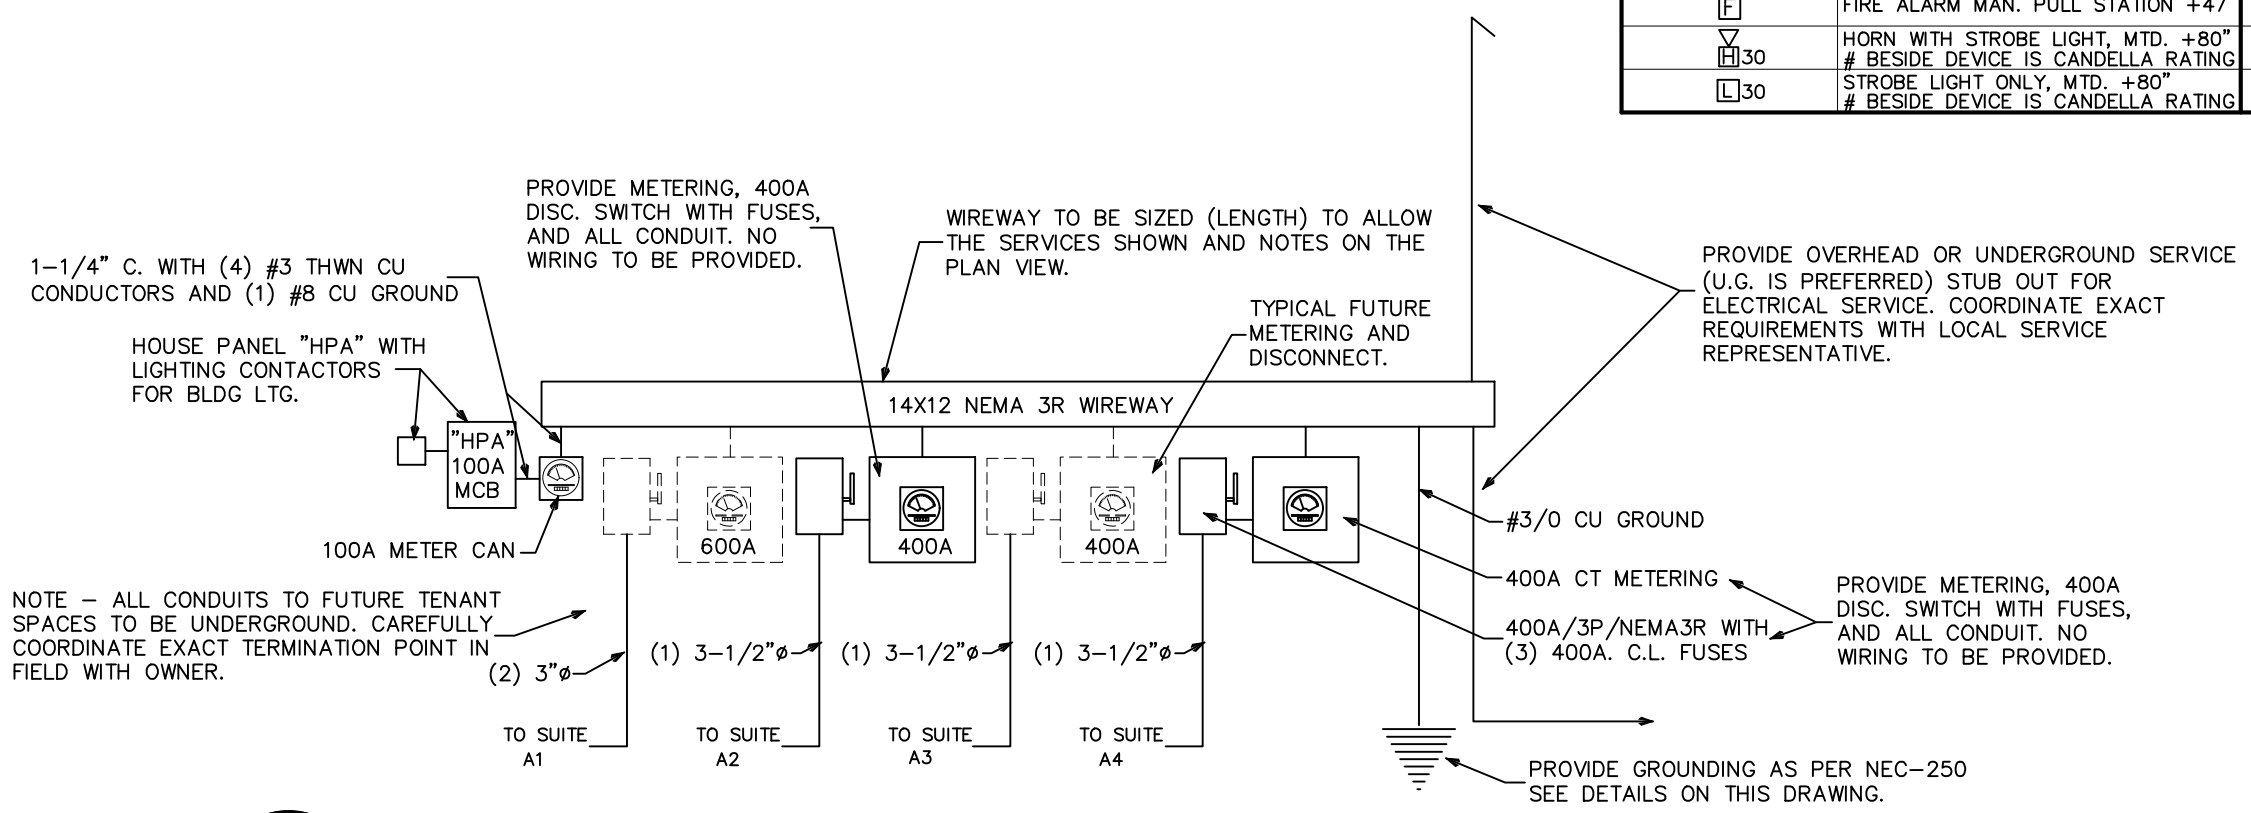 F
FIRE ALARM MAN. PULL STATION +47
H30
HORN WITH STROBE LIGHT, MTD. +80"
# BESIDE DEVICE IS CANDELLA RATING
L30
STROBE LIGHT ONLY, MTD. +80"
# BESIDE DEVICE IS CANDELLA RATING
PROVIDE METERING, 400A
DISC. SWITCH WITH FUSES,
AND ALL CONDUIT. NO
WIRING TO BE PROVIDED.
WIREWAY TO BE SIZED (LENGTH) TO ALLOW
THE SERVICES SHOWN AND NOTES ON THE
PLAN VIEW.
1-1/4" C. WITH (4) #3 THWN CU
CONDUCTORS AND (1) #8 CU GROUND
PROVIDE OVERHEAD OR UNDERGROUND SERVICE
(U.G. IS PREFERRED) STUB OUT FOR
ELECTRICAL SERVICE. COORDINATE EXACT
REQUIREMENTS WITH LOCAL SERVICE
REPRESENTATIVE.
TYPICAL FUTURE
METERING AND
DISCONNECT.
HOUSE PANEL "HPA" WITH
LIGHTING CONTACTORS
FOR BLDG LTG.
14X12 NEMA 3R WIREWAY
"HPA"
100A
MCB
600A
400A
400A
100A METER CAN
#3/0 CU GROUND
400A CT METERING
400A/3P/NEMA3R WITH
(3) 400A. C.L. FUSES
PROVIDE METERING, 400A
DISC. SWITCH WITH FUSES,
AND ALL CONDUIT. NO
WIRING TO BE PROVIDED.
NOTE – ALL CONDUITS TO FUTURE TENANT
SPACES TO BE UNDERGROUND. CAREFULLY
COORDINATE EXACT TERMINATION POINT IN
FIELD WITH OWNER.
(2) 3"ø
(1) 3-1/2"ø
(1) 3-1/2"ø
(1) 3-1/2"ø
TO SUITE
A1
TO SUITE
A2
TO SUITE
A3
TO SUITE
A4
PROVIDE GROUNDING AS PER NEC-250
SEE DETAILS ON THIS DRAWING.